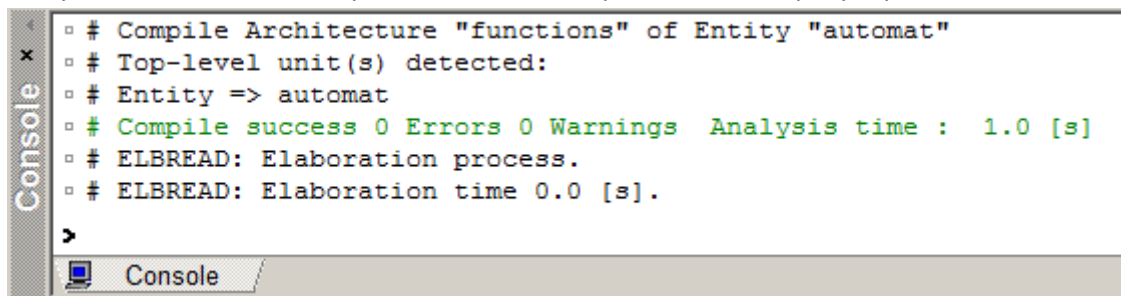 # Compile Architecture "functions" of Entity "automat"
# Top-level unit(s) detected:
# Entity => automat
# Compile success 0 Errors 0 Warnings  Analysis time :  1.0 [s]
# ELBREAD: Elaboration process.
# ELBREAD: Elaboration time 0.0 [s].
>
Console
Console